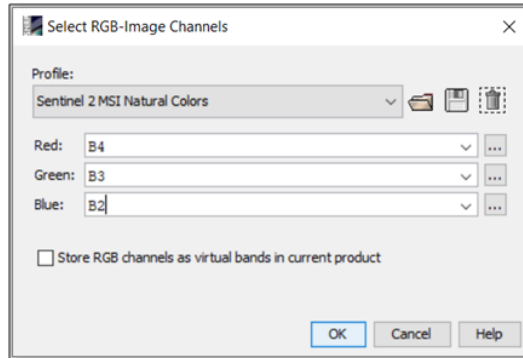 Select RGB-Image Channels
Profile:
Sentinel 2 MSI Natural Colors
Red: B4 ...
Green: B3 ...
Blue: B2 ...
Store RGB channels as virtual bands in current product
OK Cancel Help